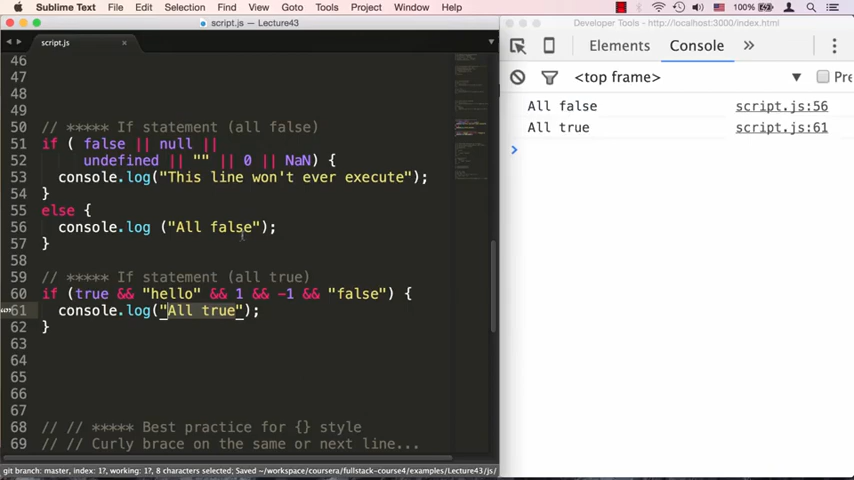 Sublime Text File Edit Selection Find View Goto Tools Project Window Help 100%
script.js — Lecture43
script.js ×
46
47
48
49
50 // ***** If statement (all false)
51 if ( false || null ||
52 undefined || "" || 0 || NaN) {
53 console.log("This line won't ever execute");
54 }
55 else {
56 console.log ("All false");
57 }
58
59 // ***** If statement (all true)
60 if (true && "hello" && 1 && -1 && "false") {
61 console.log("All true");
62 }
63
64
65
66
67
68 // // ***** Best practice for {} style
69 // // Curly brace on the same or next line...
git branch: master, index: 1?, working: 1?, 8 characters selected; Saved ~/workspace/coursera/fullstack-course4/examples/Lecture43/js/
Developer Tools - http://localhost:3000/index.html
Elements Console »
<top frame> ▼ Pre
All false script.js:56
All true script.js:61
>